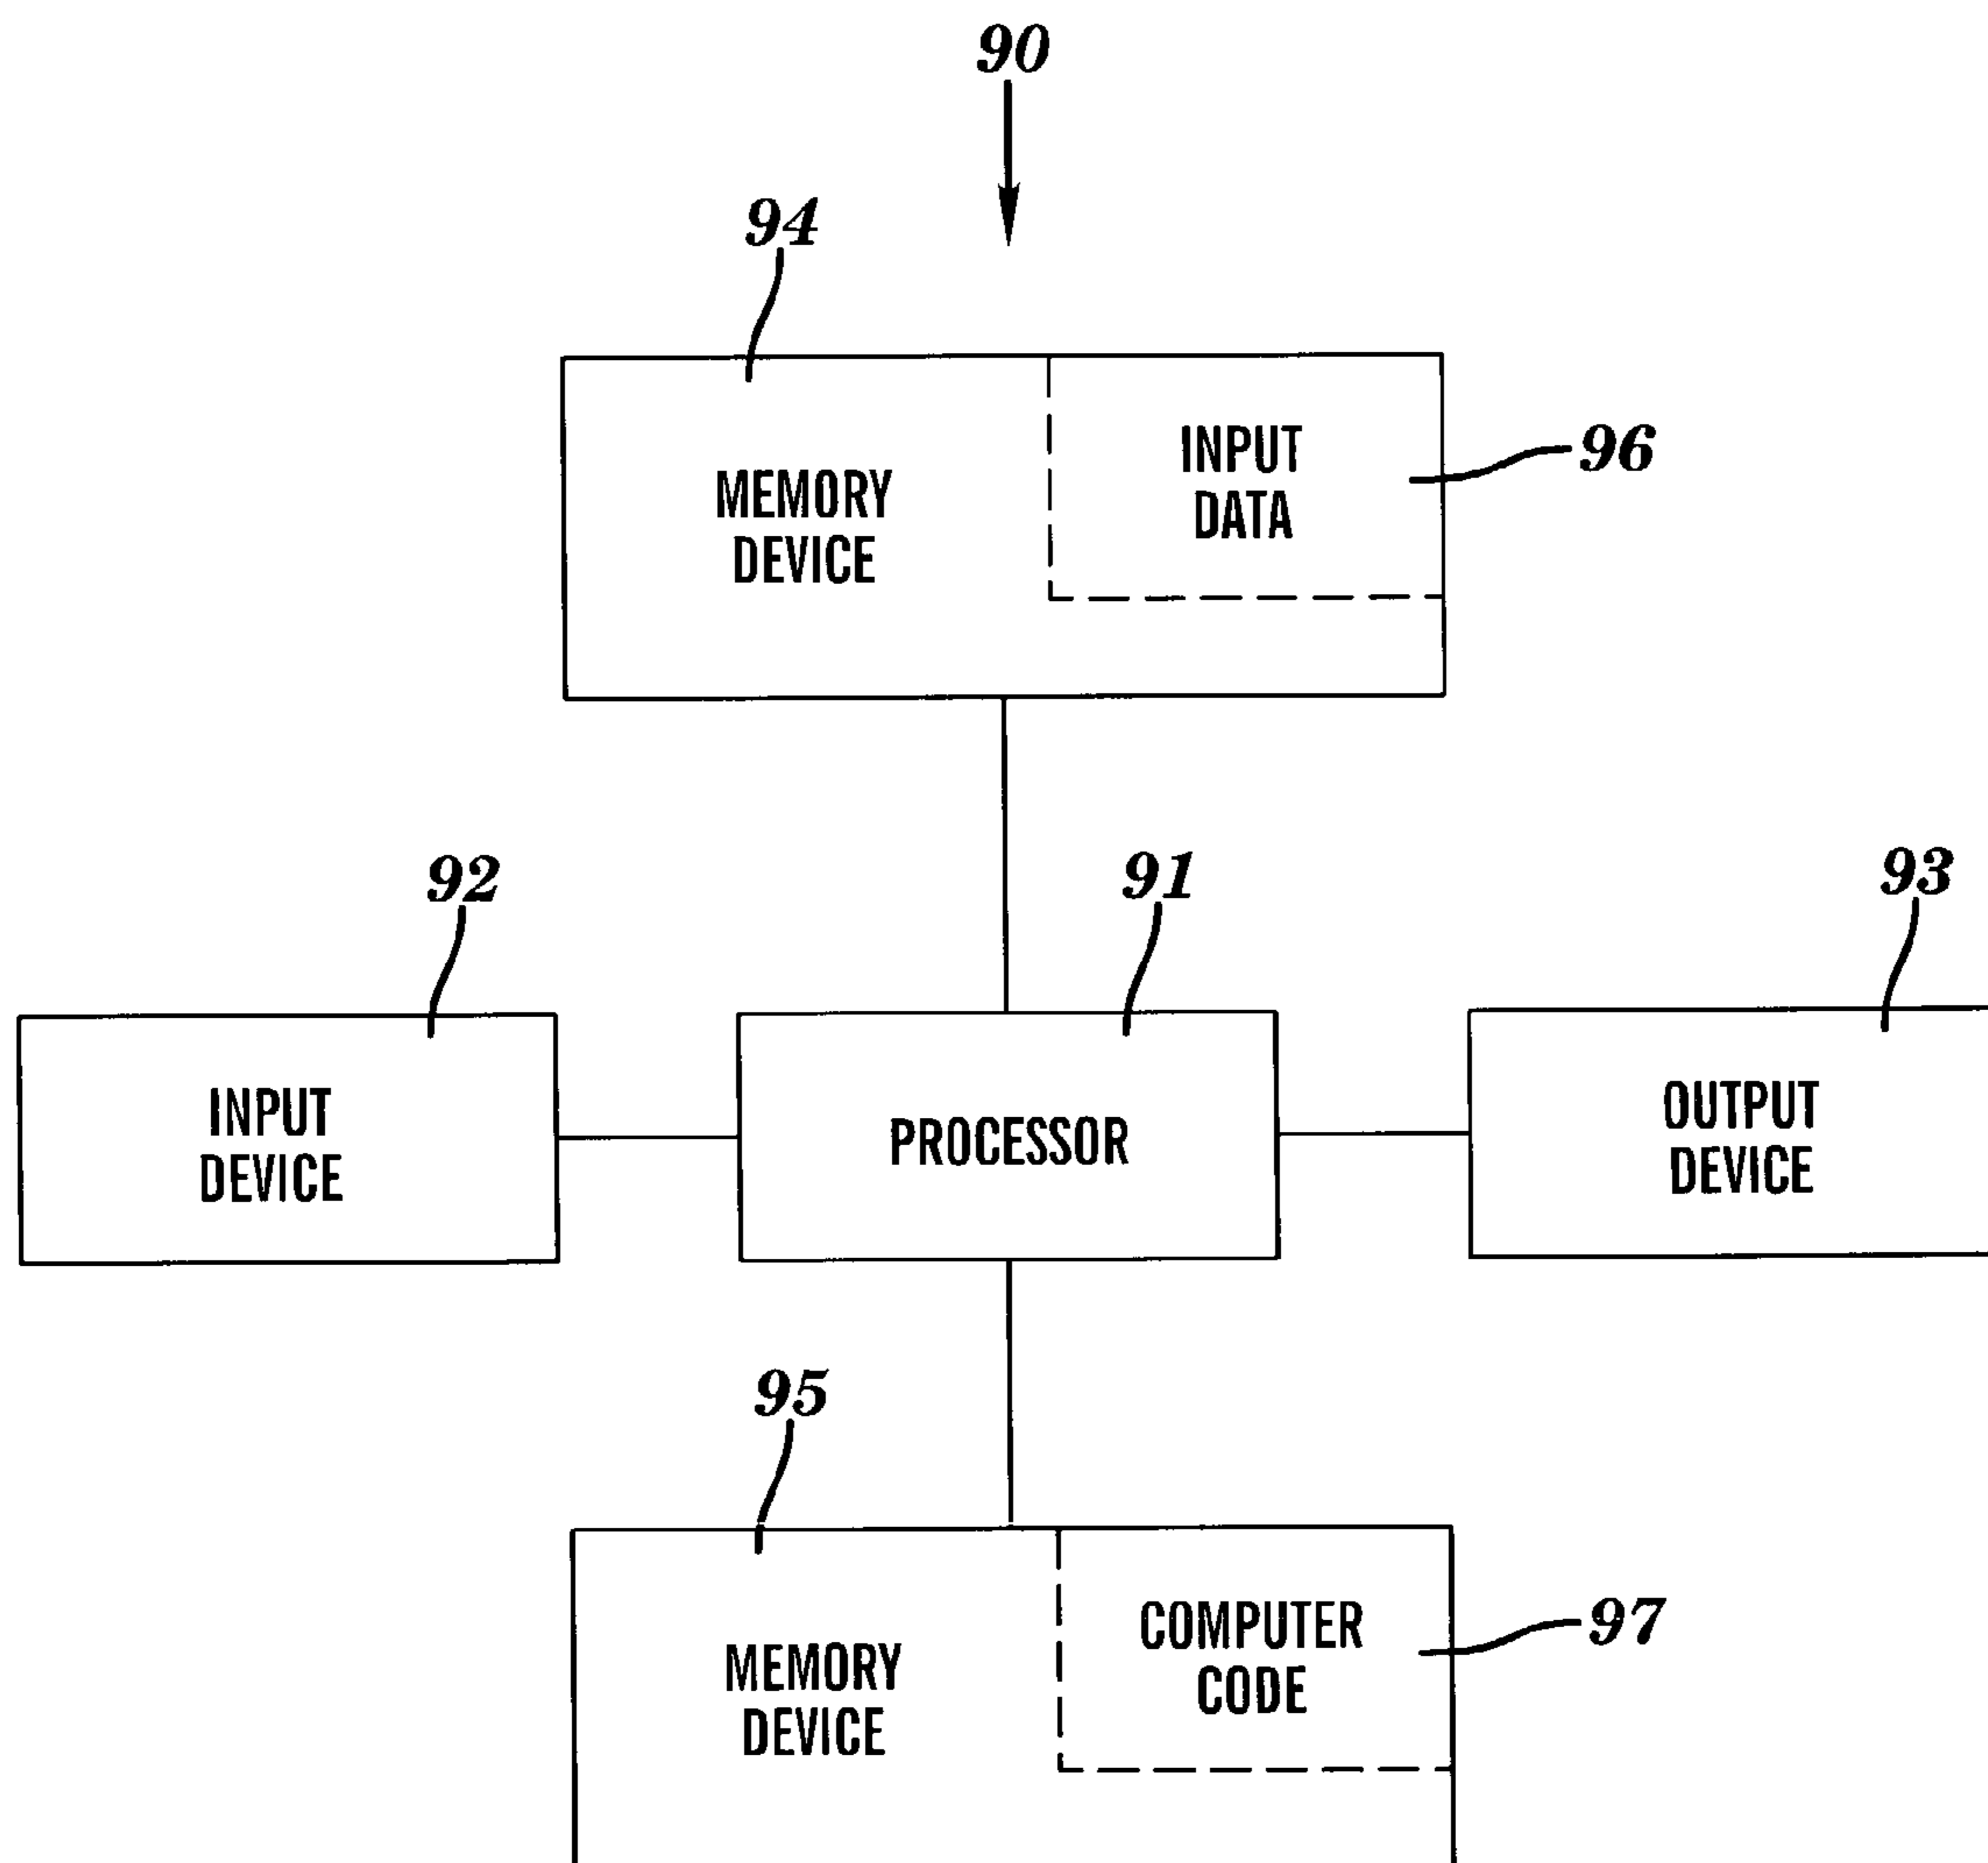 90
94
MEMORY
DEVICE
INPUT
DATA
96
92
INPUT
DEVICE
91
PROCESSOR
93
OUTPUT
DEVICE
95
MEMORY
DEVICE
COMPUTER
CODE
97